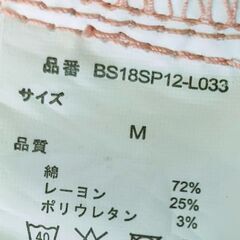 品番 BS18SP12-L033
サイズ
M
品質
綿 72%
レーヨン 25%
ポリウレタン 3%
40